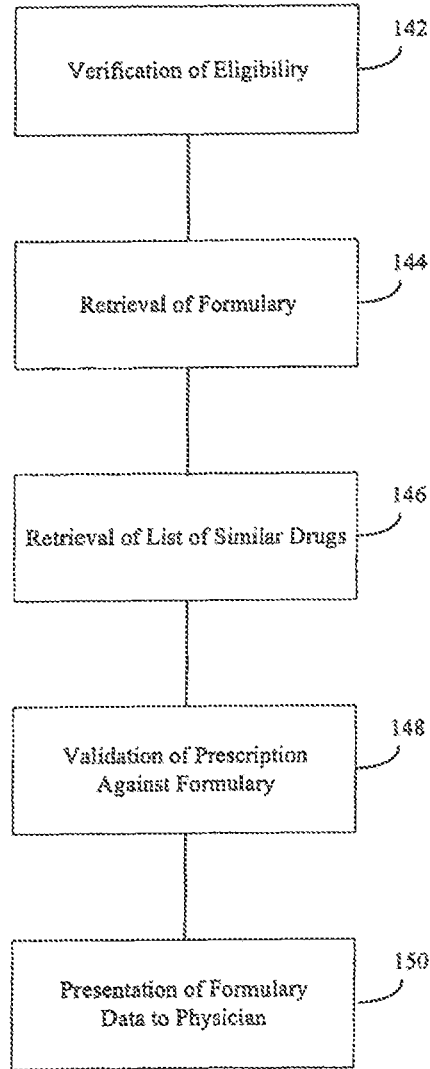 142
Verification of Eligibility
144
Retrieval of Formulary
146
Retrieval of List of Similar Drugs
148
Validation of Prescription
Against Formulary
150
Presentation of Formulary
Data to Physician